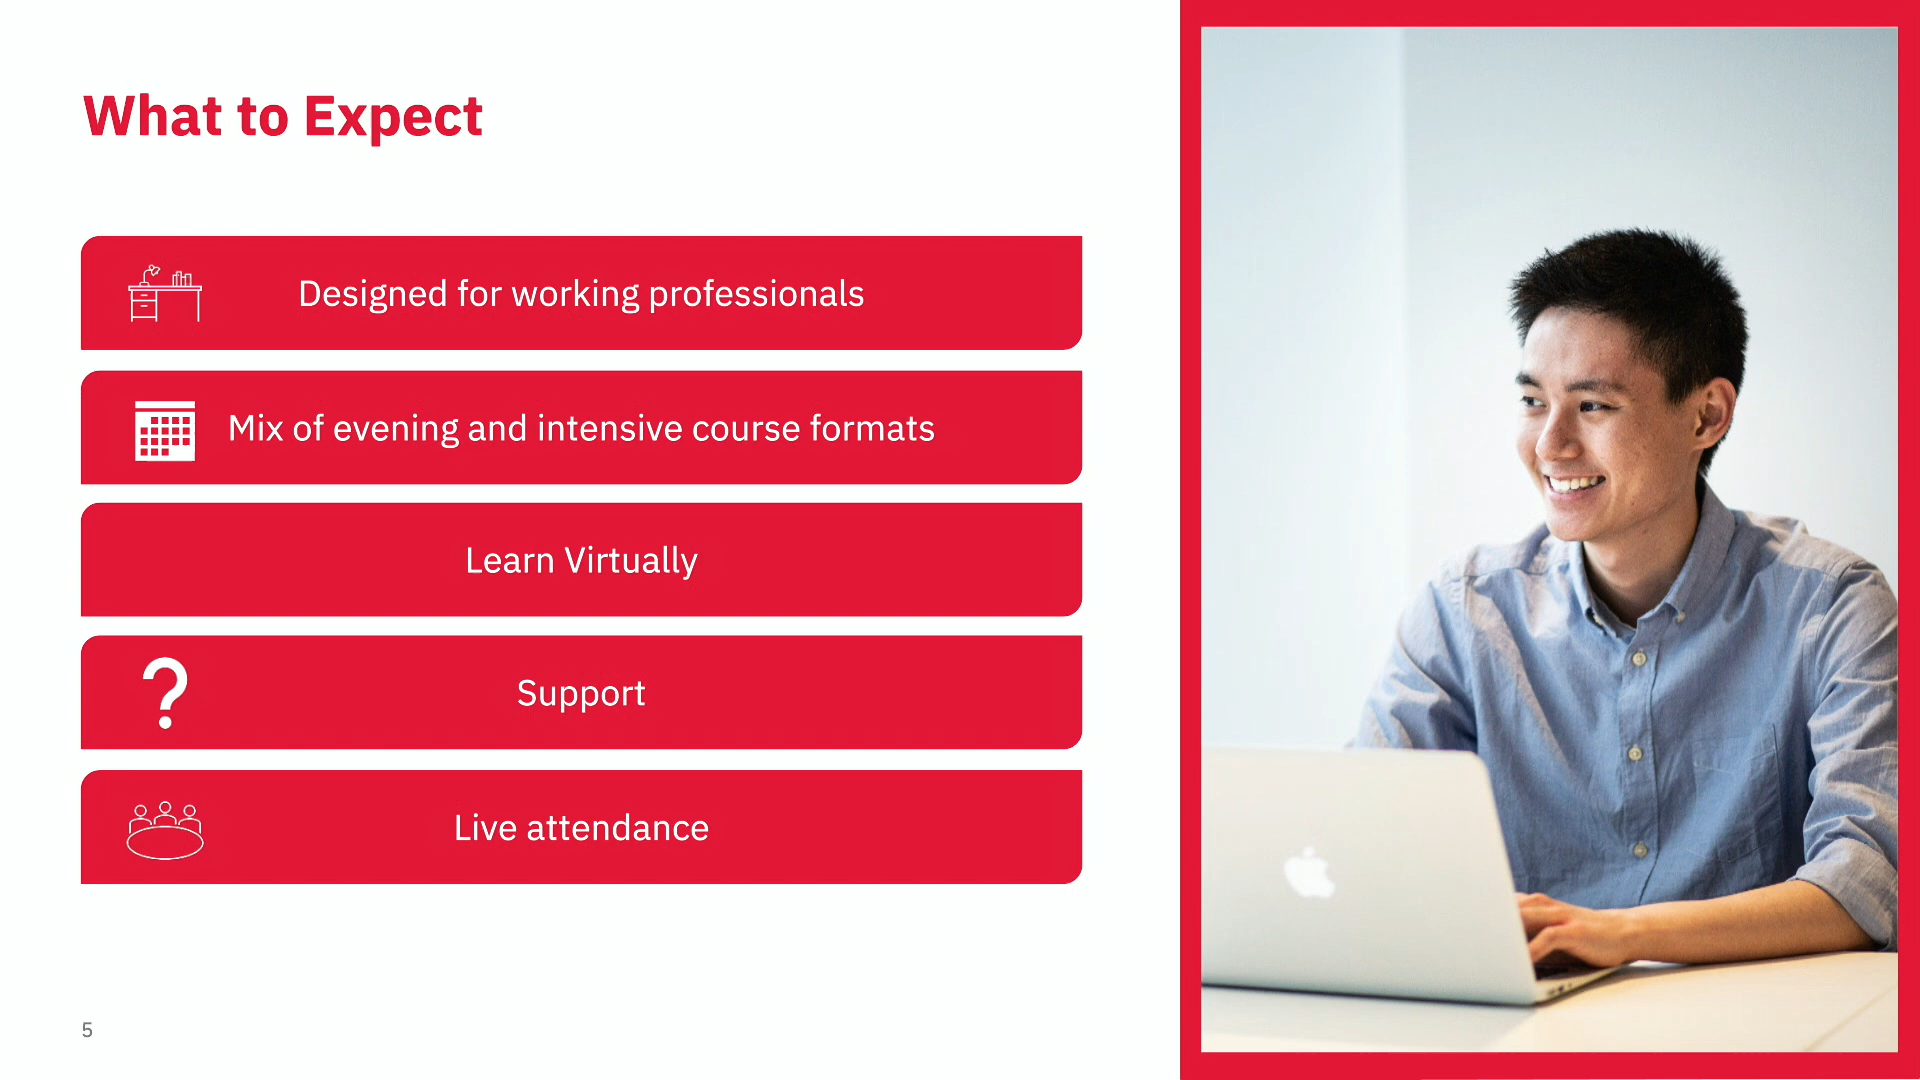 What to Expect
Designed for working professionals
Mix of evening and intensive course formats
Learn Virtually
?
Support
Live attendance
5